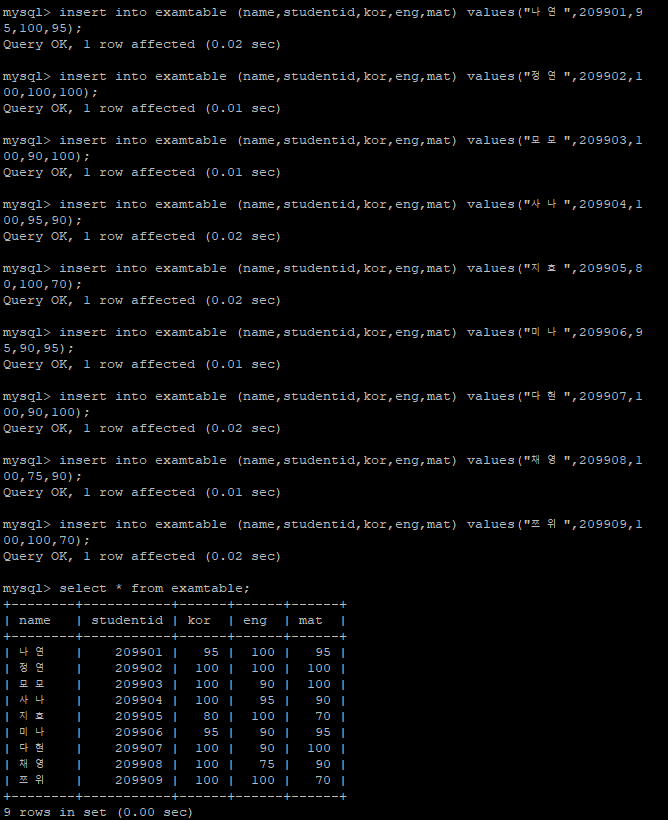 mysql> insert into examtable (name,studentid,kor,eng,mat) values("나연",209901,9
5,100,95);
Query OK, 1 row affected (0.02 sec)
mysql> insert into examtable (name,studentid,kor,eng,mat) values("정연",209902,1
00,100,100);
Query OK, 1 row affected (0.01 sec)
mysql> insert into examtable (name,studentid,kor,eng,mat) values("모모",209903,1
00,90,100);
Query OK, 1 row affected (0.01 sec)
mysql> insert into examtable (name,studentid,kor,eng,mat) values("사나",209904,1
00,95,90);
Query OK, 1 row affected (0.02 sec)
mysql> insert into examtable (name,studentid,kor,eng,mat) values("지효",209905,8
0,100,70);
Query OK, 1 row affected (0.02 sec)
mysql> insert into examtable (name,studentid,kor,eng,mat) values("미나",209906,9
5,90,95);
Query OK, 1 row affected (0.01 sec)
mysql> insert into examtable (name,studentid,kor,eng,mat) values("다현",209907,1
00,90,100);
Query OK, 1 row affected (0.02 sec)
mysql> insert into examtable (name,studentid,kor,eng,mat) values("채영",209908,1
00,75,90);
Query OK, 1 row affected (0.01 sec)
mysql> insert into examtable (name,studentid,kor,eng,mat) values("쯔위",209909,1
00,100,70);
Query OK, 1 row affected (0.02 sec)
mysql> select * from examtable;
+--------+-----------+------+------+------+
| name   | studentid | kor  | eng  | mat  |
+--------+-----------+------+------+------+
| 나연   |    209901 |   95 |  100 |   95 |
| 정연   |    209902 |  100 |  100 |  100 |
| 모모   |    209903 |  100 |   90 |  100 |
| 사나   |    209904 |  100 |   95 |   90 |
| 지효   |    209905 |   80 |  100 |   70 |
| 미나   |    209906 |   95 |   90 |   95 |
| 다현   |    209907 |  100 |   90 |  100 |
| 채영   |    209908 |  100 |   75 |   90 |
| 쯔위   |    209909 |  100 |  100 |   70 |
+--------+-----------+------+------+------+
9 rows in set (0.00 sec)